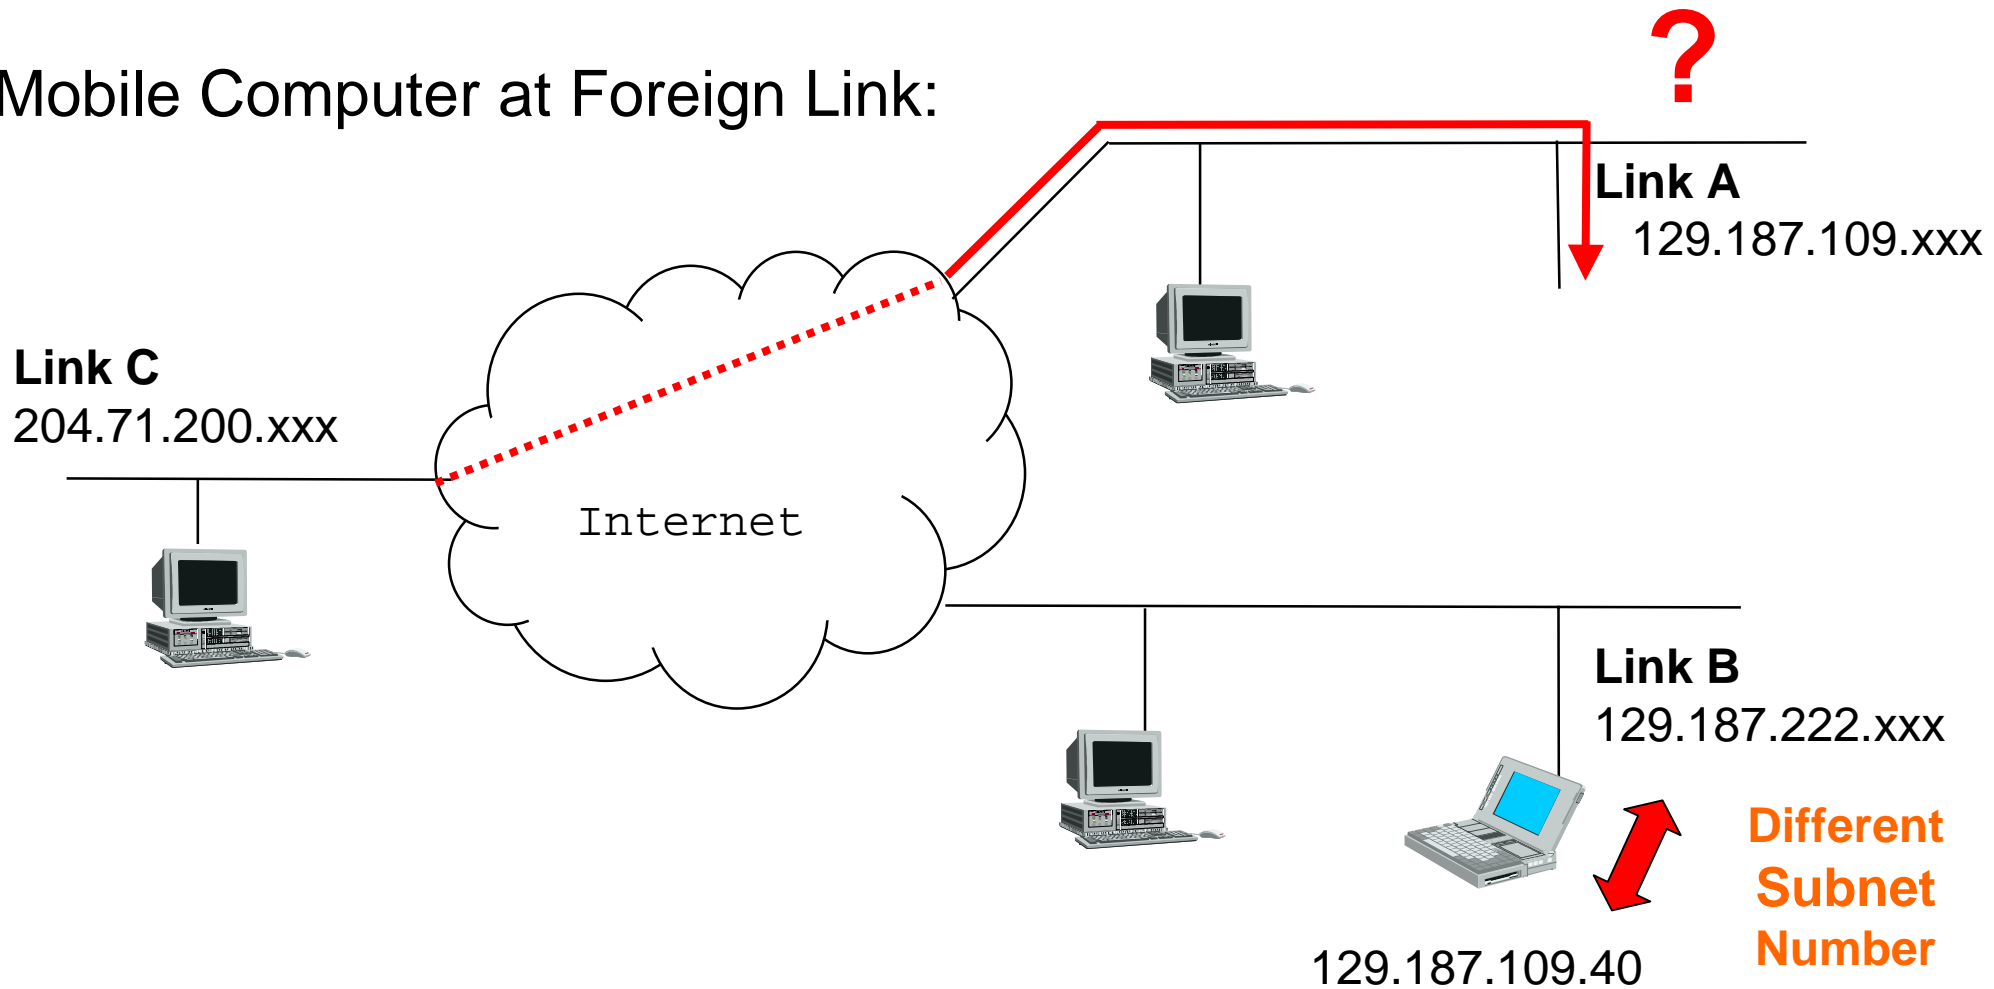 ?
Mobile Computer at Foreign Link:
Link A
129.187.109.xxx
Link C
204.71.200.xxx
Internet
Link B
129.187.222.xxx
Different
Subnet
Number
129.187.109.40